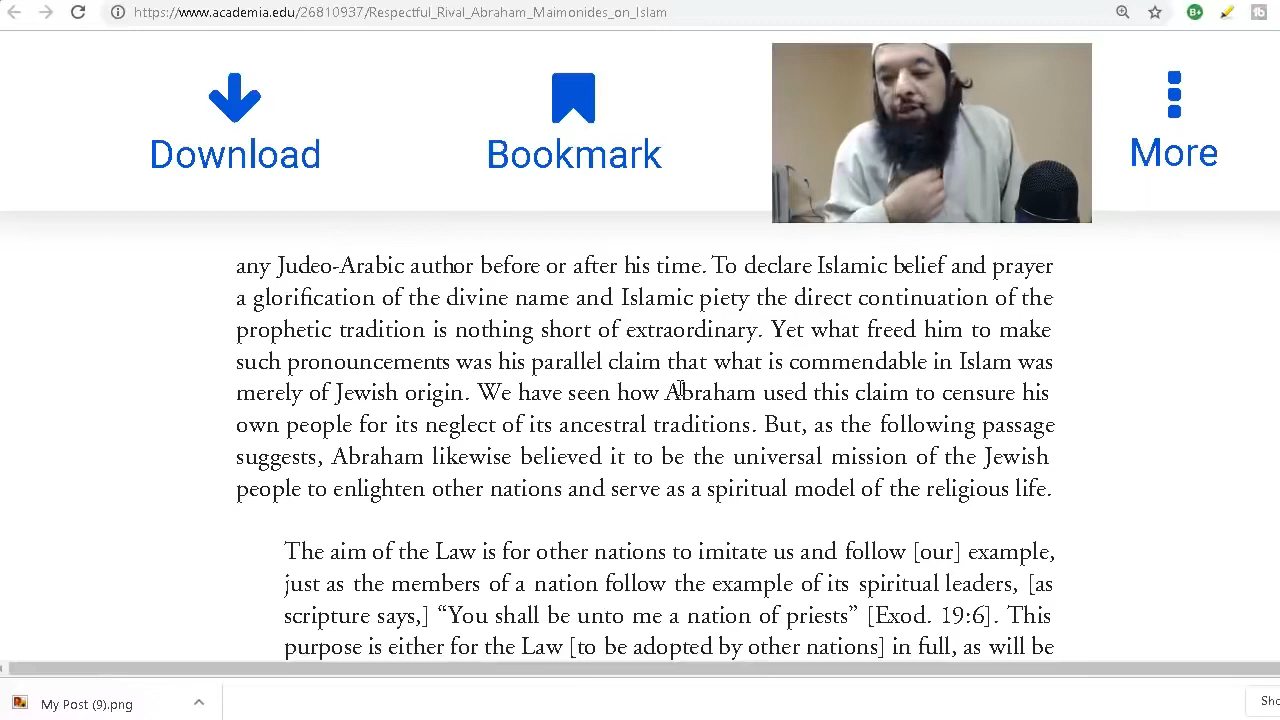 https://www.academia.edu/26810937/Respectful_Rival_Abraham_Maimonides_on_Islam
B+
Download
Bookmark
More
any Judeo-Arabic author before or after his time. To declare Islamic belief and prayer
a glorification of the divine name and Islamic piety the direct continuation of the
prophetic tradition is nothing short of extraordinary. Yet what freed him to make
such pronouncements was his parallel claim that what is commendable in Islam was
merely of Jewish origin. We have seen how Abraham used this claim to censure his
own people for its neglect of its ancestral traditions. But, as the following passage
suggests, Abraham likewise believed it to be the universal mission of the Jewish
people to enlighten other nations and serve as a spiritual model of the religious life.
The aim of the Law is for other nations to imitate us and follow [our] example,
just as the members of a nation follow the example of its spiritual leaders, [as
scripture says,] “You shall be unto me a nation of priests” [Exod. 19:6]. This
purpose is either for the Law [to be adopted by other nations] in full, as will be
My Post (9).png
Sho